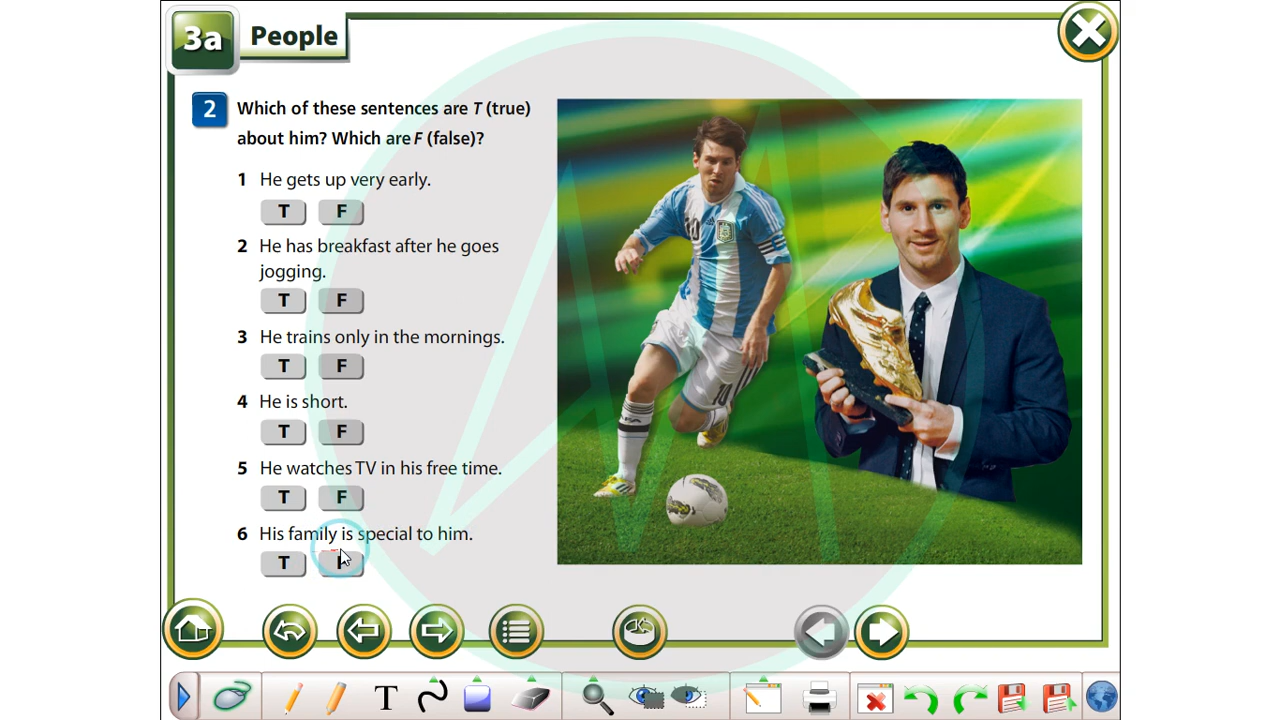 3a People
2 Which of these sentences are T (true)
about him? Which are F (false)?
1 He gets up very early.
T F
2 He has breakfast after he goes
jogging.
T F
3 He trains only in the mornings.
T F
4 He is short.
T F
5 He watches TV in his free time.
T F
6 His family is special to him.
T F
10
10
T